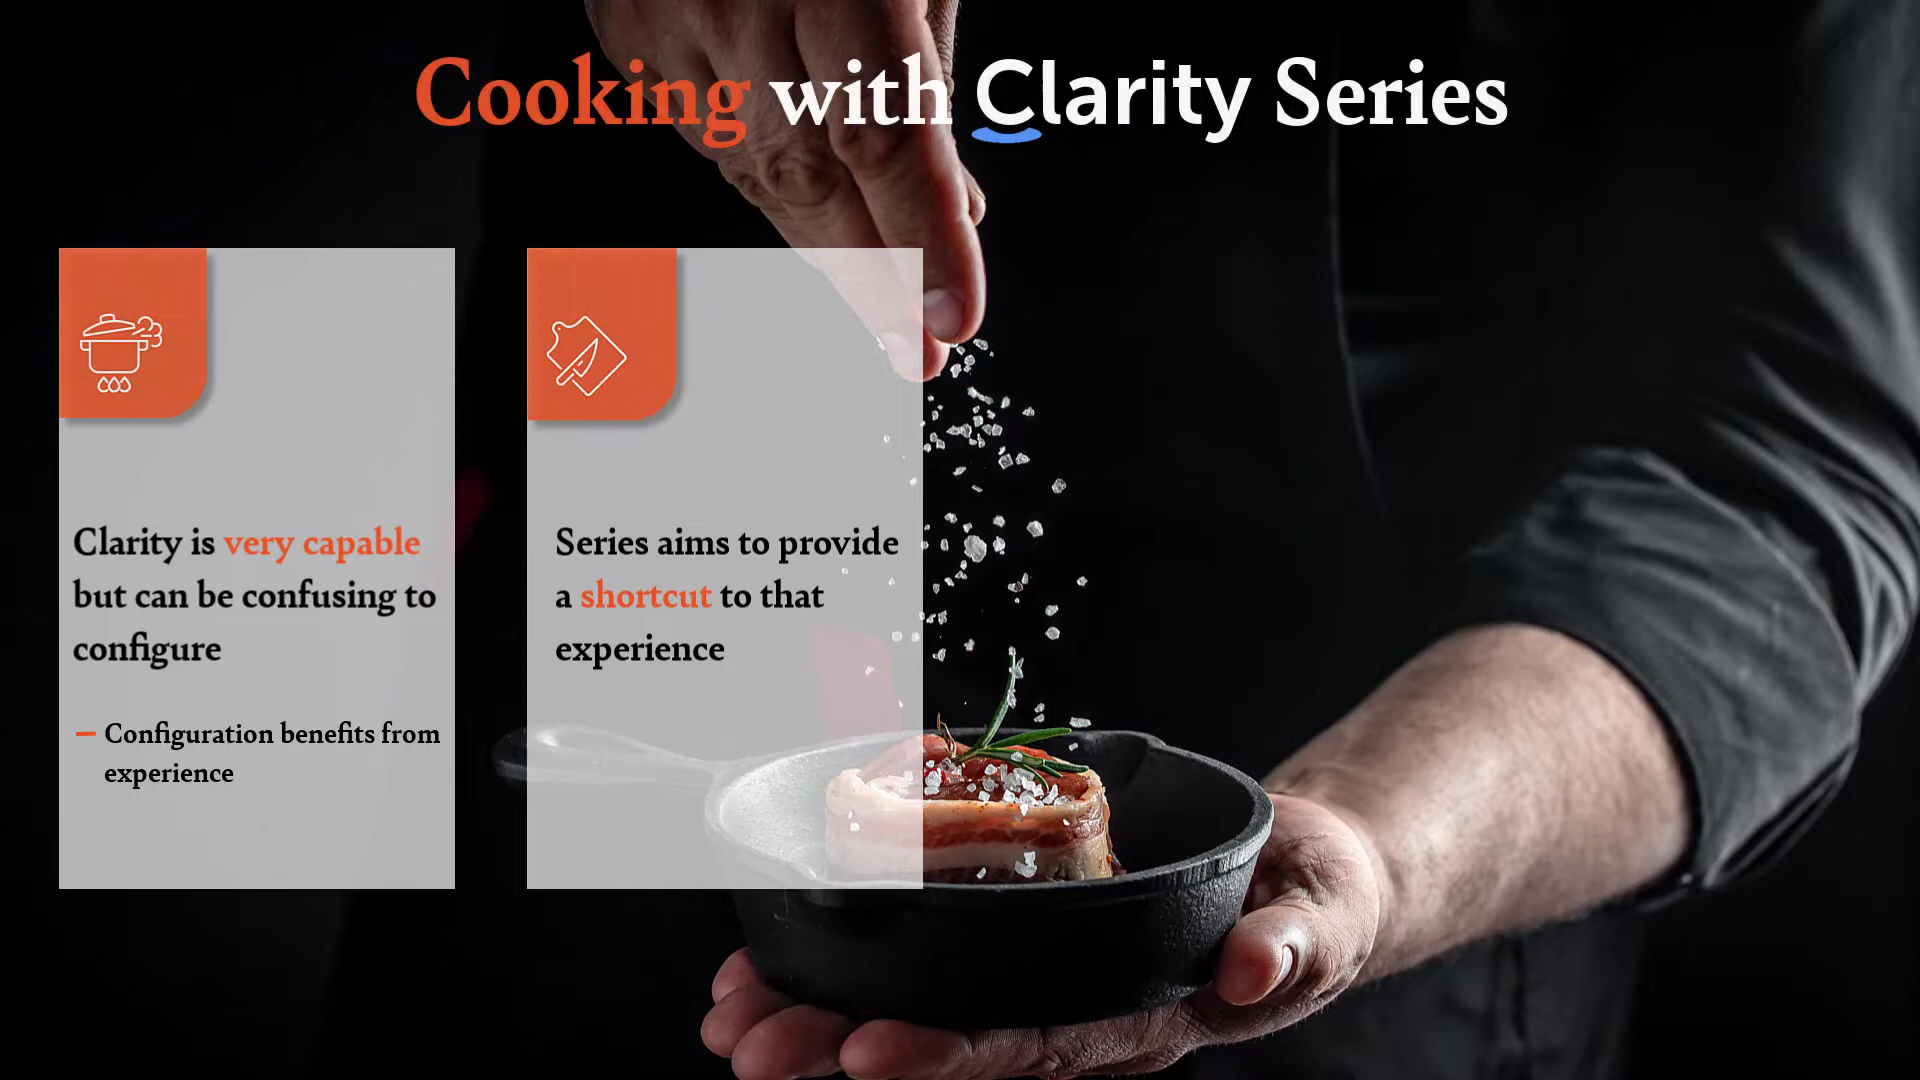 Cooking with Clarity Series
Clarity is very capable
but can be confusing to
configure
Configuration benefits from
experience
Series aims to provide
a shortcut to that
experience